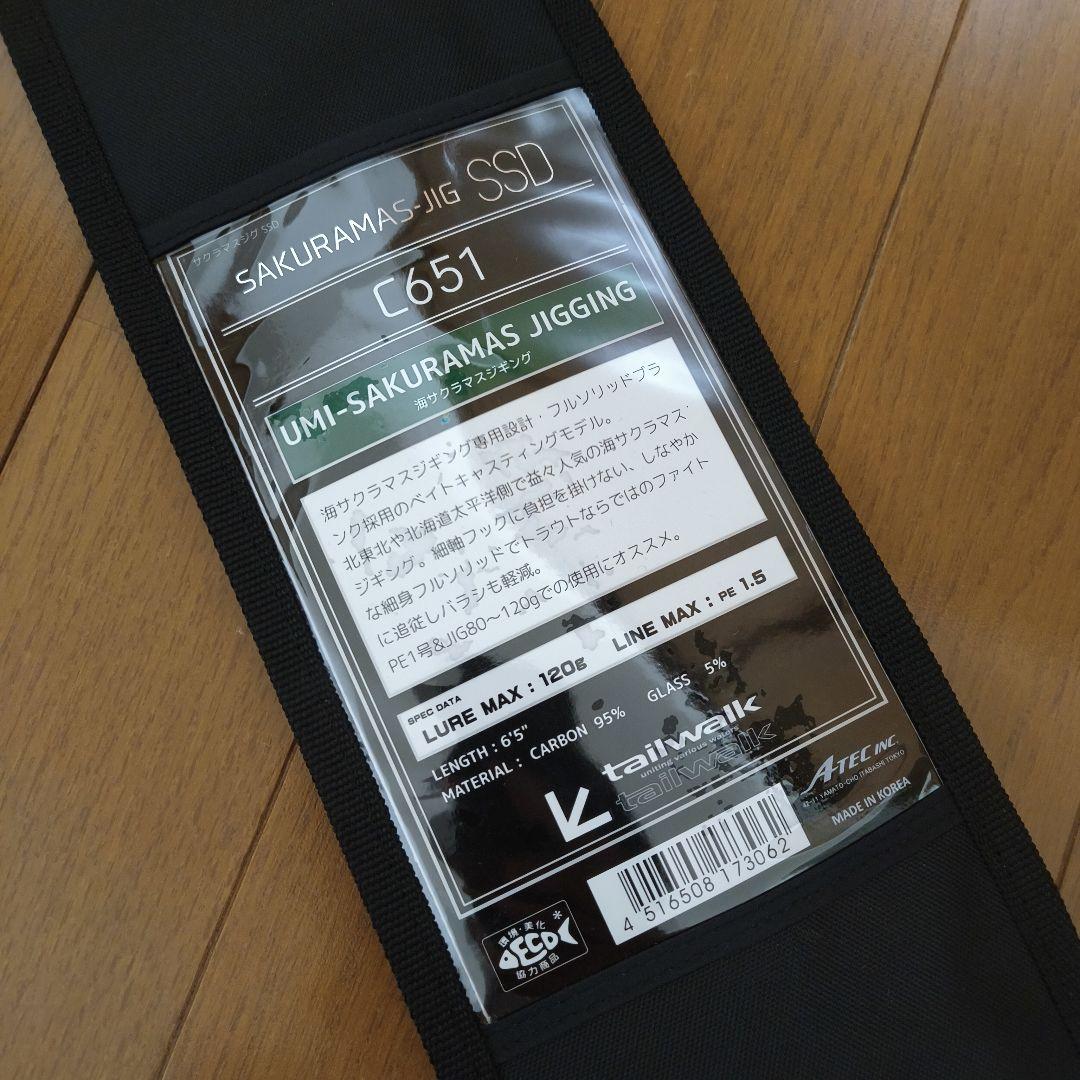 サクラマスジグ SSD
SAKURAMAS-JIG SSD
C651
UMI-SAKURAMAS JIGGING
海サクラマスジギング
海サクラマスジギング専用設計・フルソリッドブラ
ンク採用のベイトキャスティングモデル。
北東北や北海道太平洋側で益々人気の海サクラマス
ジギング。細軸フックに負担を掛けない、しなやか
な細身フルソリッドでトラウトならではのファイト
に追従しバラシも軽減。
PE1号&JIG80～120gでの使用にオススメ。
SPEC DATA
LURE MAX : 120g LINE MAX : PE 1.5
LENGTH : 6'5"
MATERIAL : CARBON 95% GLASS 5%
tailwalk
uniting various waters
tailwalk
A-TEC INC.
YAMATO-CHO ITABASHI TOKYO
MADE IN KOREA
4 516508 173062
環境・美化
ECO
協力商品